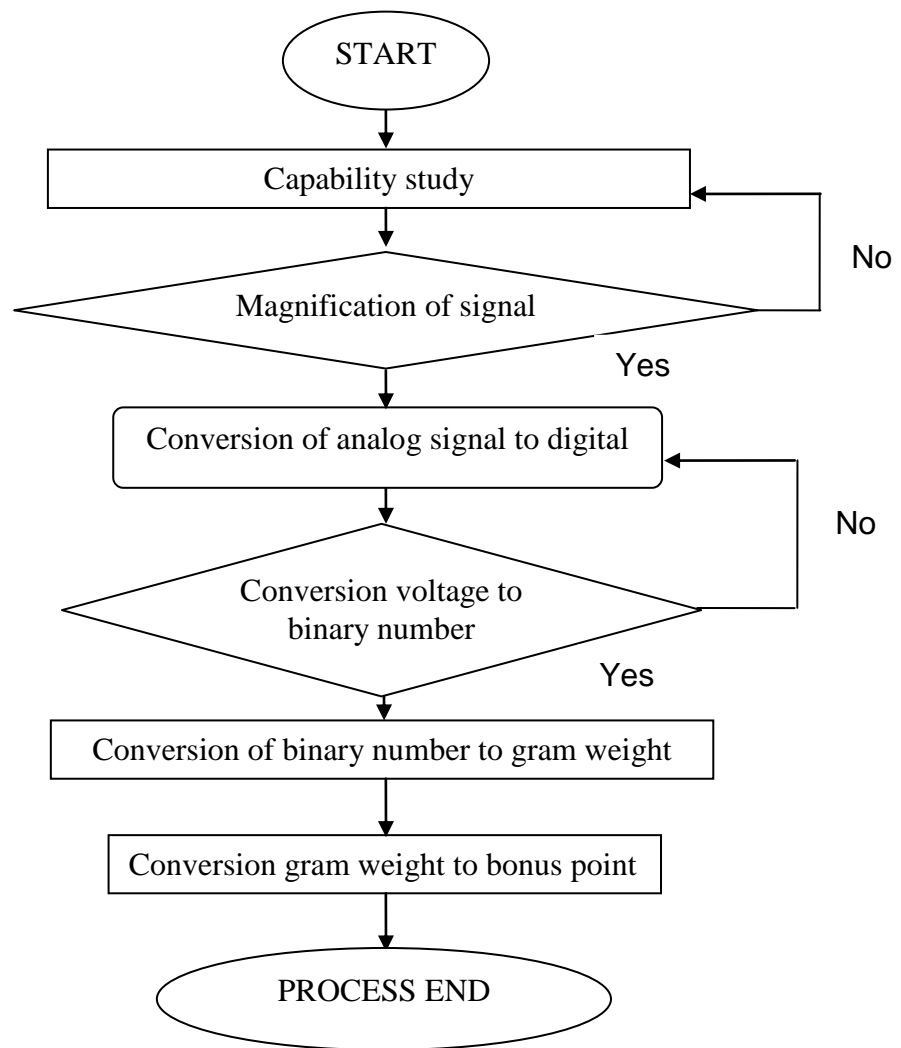 START
Capability study
No
Magnification of signal
Yes
Conversion of analog signal to digital
No
Conversion voltage to
binary number
Yes
Conversion of binary number to gram weight
Conversion gram weight to bonus point
PROCESS END